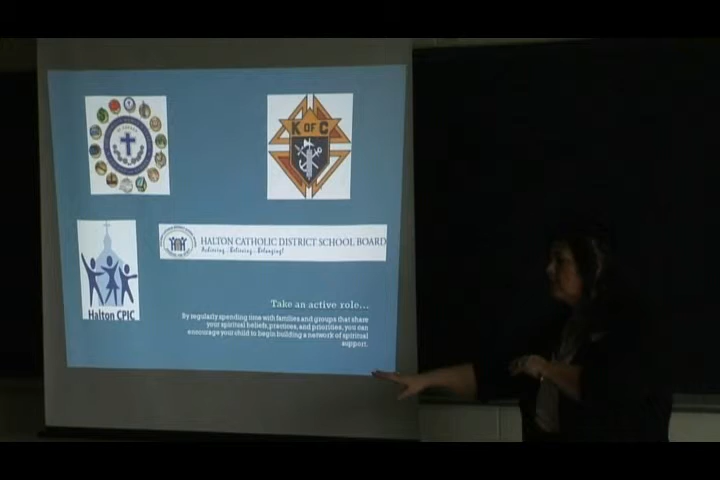 K OF C
HALTON CATHOLIC DISTRICT SCHOOL BOARD
Achieving Believing Belonging!
Halton CPIC
Take an active role...
By regularly spending time with families and groups that share
your spiritual beliefs, practices, and priorities, you can
encourage your child to begin building a network of spiritual
support.